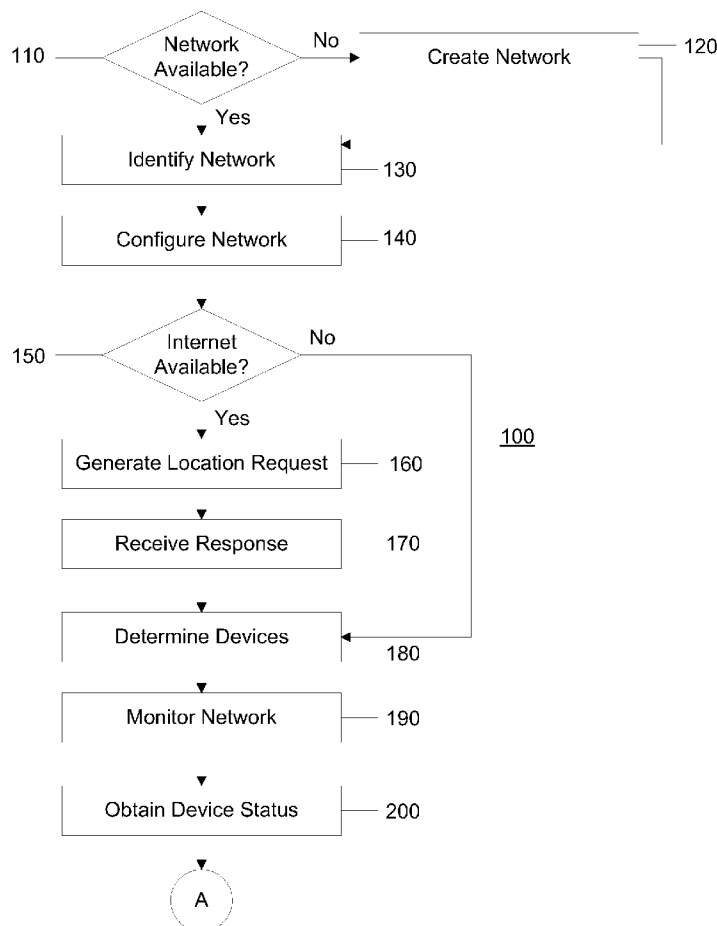 110
Network
Available?
No
Create Network
120
Yes
Identify Network
130
Configure Network
140
150
Internet
Available?
No
Yes
100
Generate Location Request
160
Receive Response
170
Determine Devices
180
Monitor Network
190
Obtain Device Status
200
A